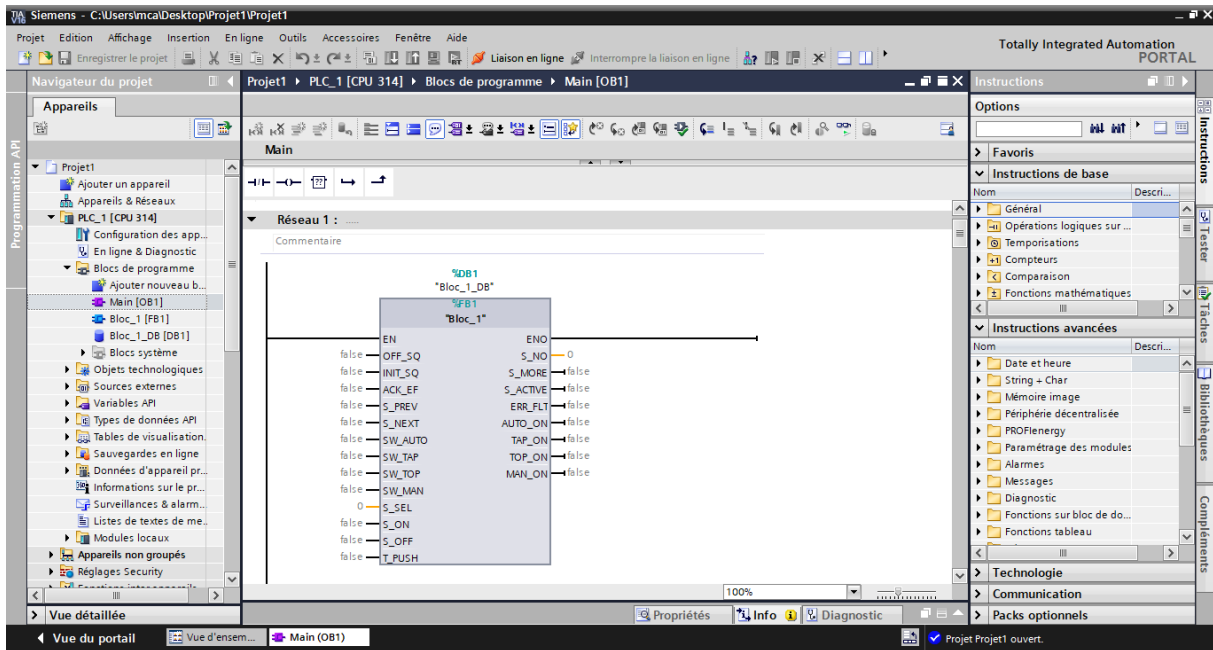 Siemens - C:\Users\mca\Desktop\Projet1\Projet1
Projet Edition Affichage Insertion En ligne Outils Accessoires Fenêtre Aide
Totally Integrated Automation
PORTAL
Enregistrer le projet
Liaison en ligne
Interrompre la liaison en ligne
Navigateur du projet
Appareils
Programmation API
Projet1
Ajouter un appareil
Appareils & Réseaux
PLC_1 [CPU 314]
Configuration des app...
En ligne & Diagnostic
Blocs de programme
Ajouter nouveau b...
Main [OB1]
Bloc_1 [FB1]
Bloc_1_DB [DB1]
Blocs système
Objets technologiques
Sources externes
Variables API
Types de données API
Tables de visualisation.
Sauvegardes en ligne
Données d'appareil pr...
Informations sur le pr...
Surveillances & alarm...
Listes de textes de me..
Modules locaux
Appareils non groupés
Réglages Security
Vue détaillée
Projet1 PLC_1 [CPU 314] Blocs de programme Main [OB1]
Main
Réseau 1 : .....
Commentaire
%DB1
"Bloc_1_DB"
%FB1
"Bloc_1"
EN ENO
false OFF_SQ S_NO 0
false INIT_SQ S_MORE false
false ACK_EF S_ACTIVE false
false S_PREV ERR_FLT false
false S_NEXT AUTO_ON false
false SW_AUTO TAP_ON false
false SW_TAP TOP_ON false
false SW_TOP MAN_ON false
false SW_MAN
0 S_SEL
false S_ON
false S_OFF
false T_PUSH
100%
Propriétés Info Diagnostic
Instructions
Options
Favoris
Instructions de base
Nom Descri...
Général
Opérations logiques sur ...
Temporisations
Compteurs
Comparaison
Fonctions mathématiques
Instructions avancées
Nom Descri...
Date et heure
String + Char
Mémoire image
Périphérie décentralisée
PROFIenergy
Paramétrage des modules
Alarmes
Messages
Diagnostic
Fonctions sur bloc de do...
Fonctions tableau
Technologie
Communication
Packs optionnels
Instructions
Tester
Tâches
Bibliothèques
Compléments
Vue du portail
Vue d'ensem...
Main (OB1)
Projet Projet1 ouvert.